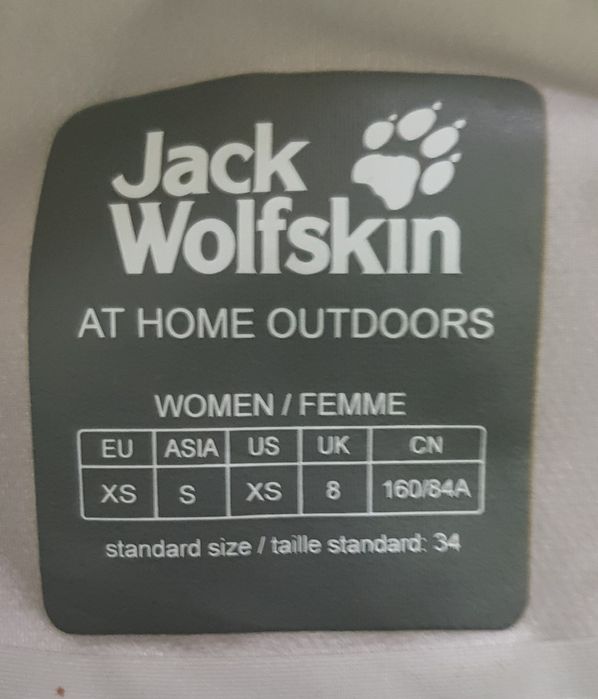 Jack
Wolfskin
AT HOME OUTDOORS
WOMEN / FEMME
EU ASIA US UK CN
XS S XS 8 160/84A
standard size / taille standard: 34